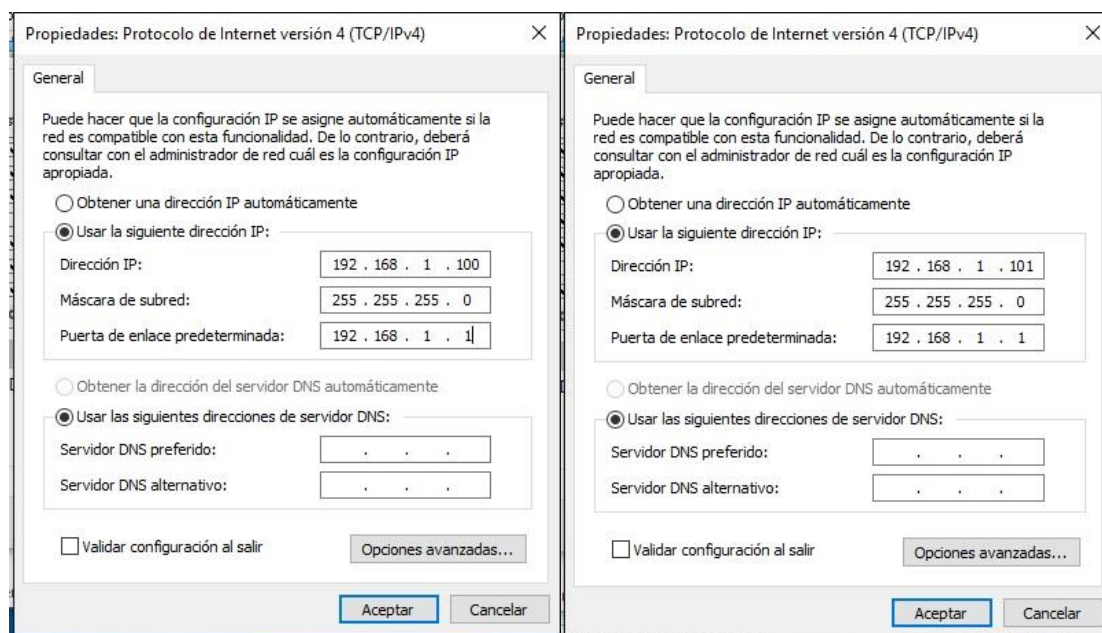 Propiedades: Protocolo de Internet versión 4 (TCP/IPv4)
General
Puede hacer que la configuración IP se asigne automáticamente si la
red es compatible con esta funcionalidad. De lo contrario, deberá
consultar con el administrador de red cuál es la configuración IP
apropiada.
Obtener una dirección IP automáticamente
Usar la siguiente dirección IP:
Dirección IP: 192 . 168 . 1 . 100
Máscara de subred: 255 . 255 . 255 . 0
Puerta de enlace predeterminada: 192 . 168 . 1 . 1
Obtener la dirección del servidor DNS automáticamente
Usar las siguientes direcciones de servidor DNS:
Servidor DNS preferido: . . .
Servidor DNS alternativo: . . .
Validar configuración al salir
Opciones avanzadas...
Aceptar
Cancelar
Propiedades: Protocolo de Internet versión 4 (TCP/IPv4)
General
Puede hacer que la configuración IP se asigne automáticamente si la
red es compatible con esta funcionalidad. De lo contrario, deberá
consultar con el administrador de red cuál es la configuración IP
apropiada.
Obtener una dirección IP automáticamente
Usar la siguiente dirección IP:
Dirección IP: 192 . 168 . 1 . 101
Máscara de subred: 255 . 255 . 255 . 0
Puerta de enlace predeterminada: 192 . 168 . 1 . 1
Obtener la dirección del servidor DNS automáticamente
Usar las siguientes direcciones de servidor DNS:
Servidor DNS preferido: . . .
Servidor DNS alternativo: . . .
Validar configuración al salir
Opciones avanzadas...
Aceptar
Cancelar